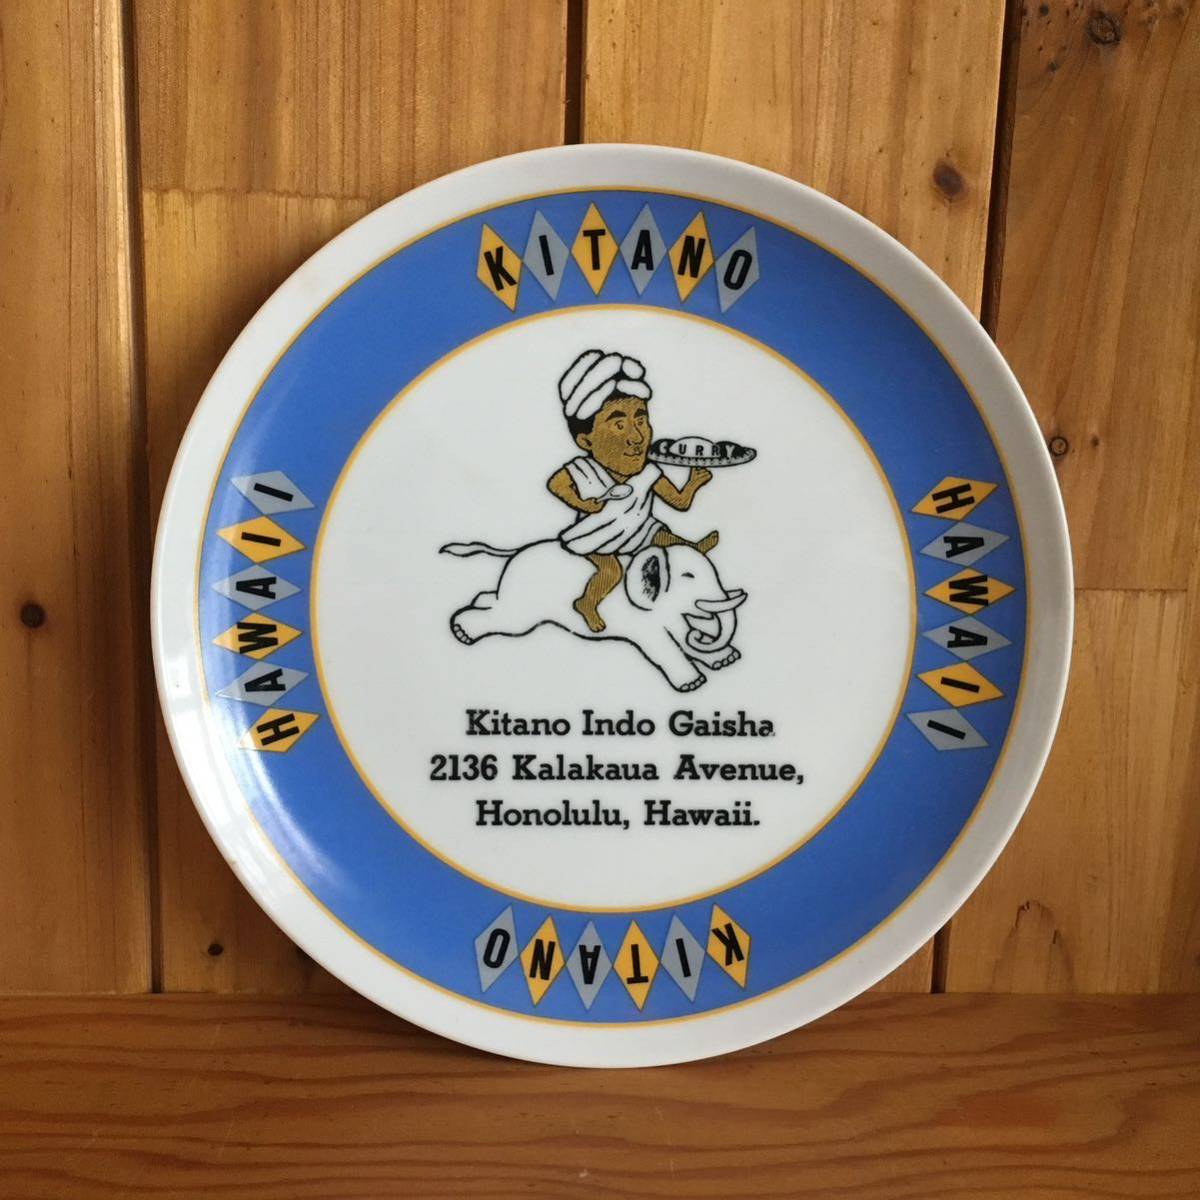 KITANO
HAWAII
HAWAII
CURRY
Kitano Indo Gaisha
2136 Kalakaua Avenue,
Honolulu, Hawaii.
KITANO